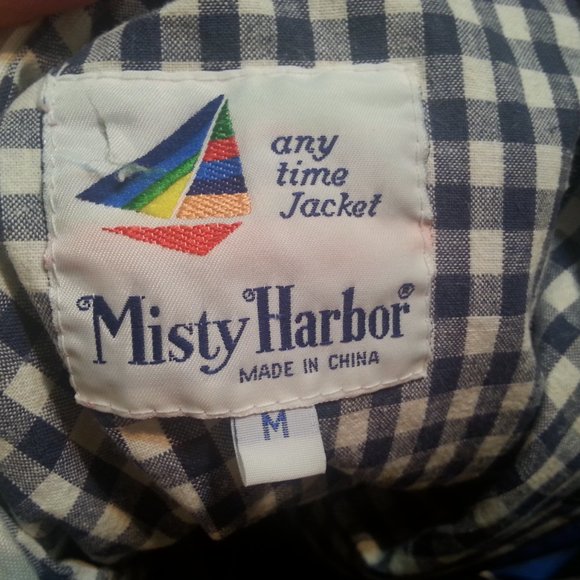 any
time
Jacket
Misty Harbor®
MADE IN CHINA
M